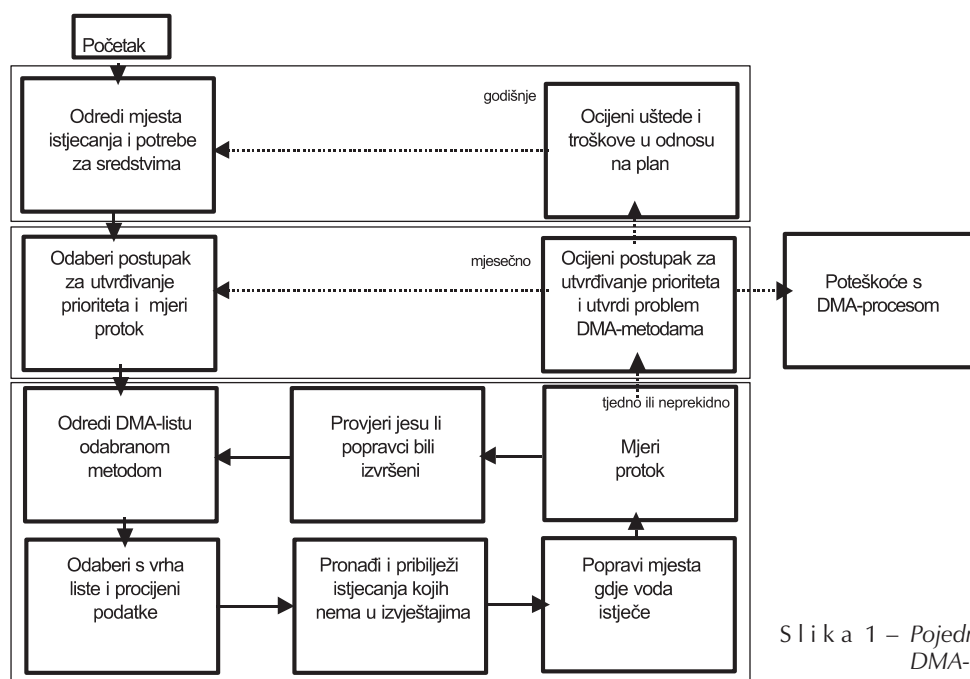 Početak
Odredi mjesta
istjecanja i potrebe
za sredstvima
godišnje
Ocijeni uštede i
troškove u odnosu
na plan
Odaberi postupak
za utvrđivanje
prioriteta i mjeri
protok
mjesečno
Ocijeni postupak za
utvrđivanje prioriteta
i utvrdi problem
DMA-metodama
Poteškoće s
DMA-procesom
Odredi DMA-listu
odabranom
metodom
Provjeri jesu li
popravci bili
izvršeni
tjedno ili neprekidno
Mjeri
protok
Odaberi s vrha
liste i procijeni
podatke
Pronađi i pribilježi
istjecanja kojih
nema u izvještajima
Popravi mjesta
gdje voda
istječe
Slika 1 – Pojedn
DMA-